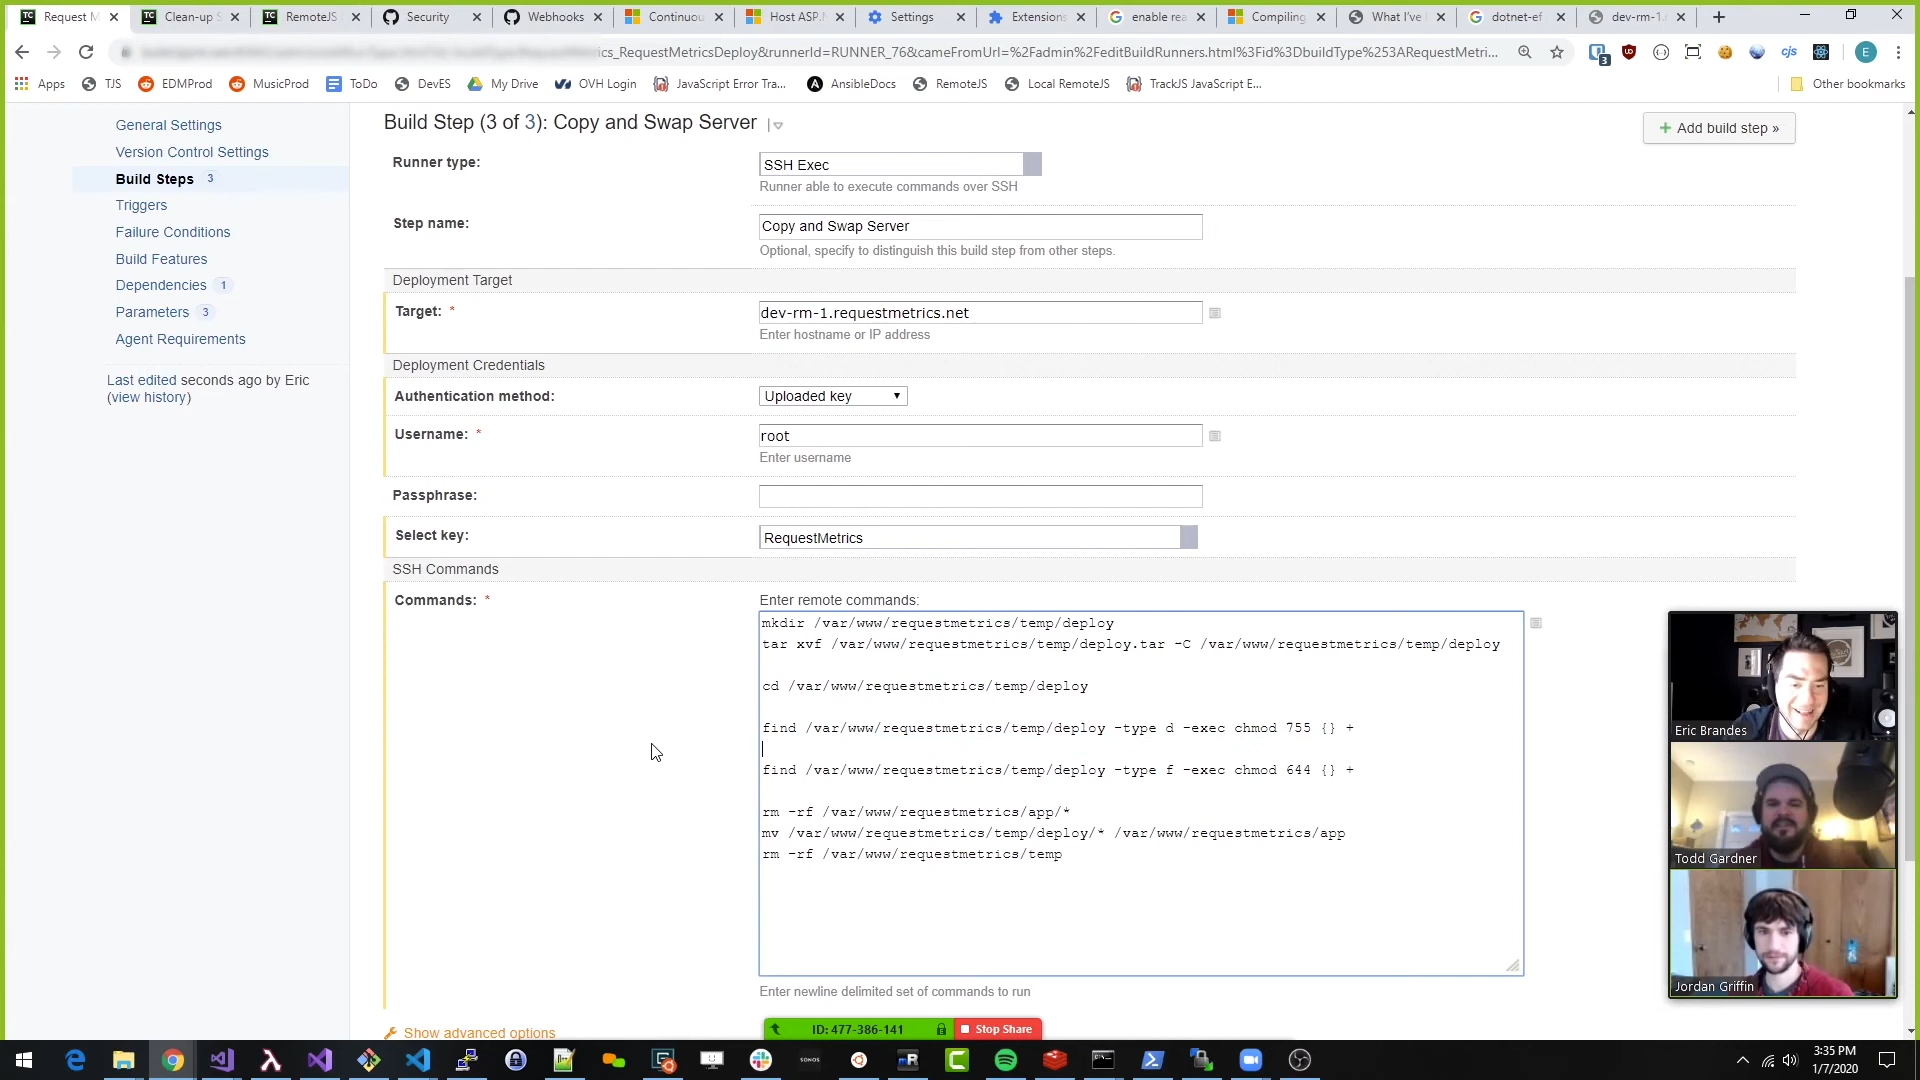 Request M
Clean-up S
RemoteJS
Security
Webhooks
Continuou
Host ASP.N
Settings
Extensions
enable rea
Compiling
What I've
dotnet-ef
dev-rm-1.
ics_RequestMetricsDeploy&runnerId=RUNNER_76&cameFromUrl=%2Fadmin%2FeditBuildRunners.html%3Fid%3DbuildType%253ARequestMetri...
3
cjs
E
Apps
TJS
EDMProd
MusicProd
ToDo
DevES
My Drive
OVH Login
JavaScript Error Tra...
AnsibleDocs
RemoteJS
Local RemoteJS
TrackJS JavaScript E...
Other bookmarks
General Settings
Version Control Settings
Build Steps 3
Triggers
Failure Conditions
Build Features
Dependencies 1
Parameters 3
Agent Requirements
Last edited seconds ago by Eric
(view history)
Build Step (3 of 3): Copy and Swap Server
+ Add build step »
Runner type:
SSH Exec
Runner able to execute commands over SSH
Step name:
Copy and Swap Server
Optional, specify to distinguish this build step from other steps.
Deployment Target
Target: *
dev-rm-1.requestmetrics.net
Enter hostname or IP address
Deployment Credentials
Authentication method:
Uploaded key
Username: *
root
Enter username
Passphrase:
Select key:
RequestMetrics
SSH Commands
Commands: *
Enter remote commands:
mkdir /var/www/requestmetrics/temp/deploy
tar xvf /var/www/requestmetrics/temp/deploy.tar -C /var/www/requestmetrics/temp/deploy
cd /var/www/requestmetrics/temp/deploy
find /var/www/requestmetrics/temp/deploy -type d -exec chmod 755 {} +
find /var/www/requestmetrics/temp/deploy -type f -exec chmod 644 {} +
rm -rf /var/www/requestmetrics/app/*
mv /var/www/requestmetrics/temp/deploy/* /var/www/requestmetrics/app
rm -rf /var/www/requestmetrics/temp
Enter newline delimited set of commands to run
Show advanced options
ID: 477-386-141
Stop Share
Eric Brandes
Todd Gardner
Jordan Griffin
SONOS
3:35 PM
1/7/2020